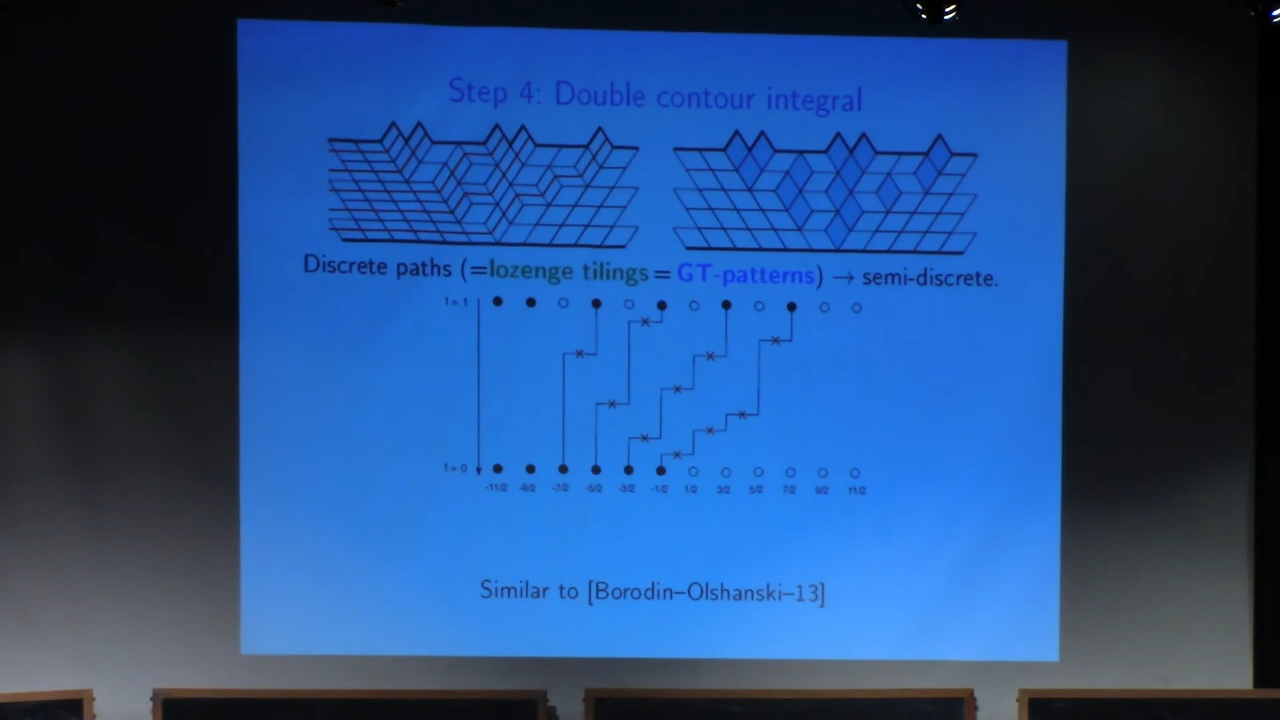 Step 4: Double contour integral
Discrete paths (=lozenge tilings=GT-patterns) → semi-discrete.
t=1
t=0
-11/2 -9/2 -7/2 -5/2 -3/2 -1/2 1/2 3/2 5/2 7/2 9/2 11/2
Similar to [Borodin–Olshanski–13]